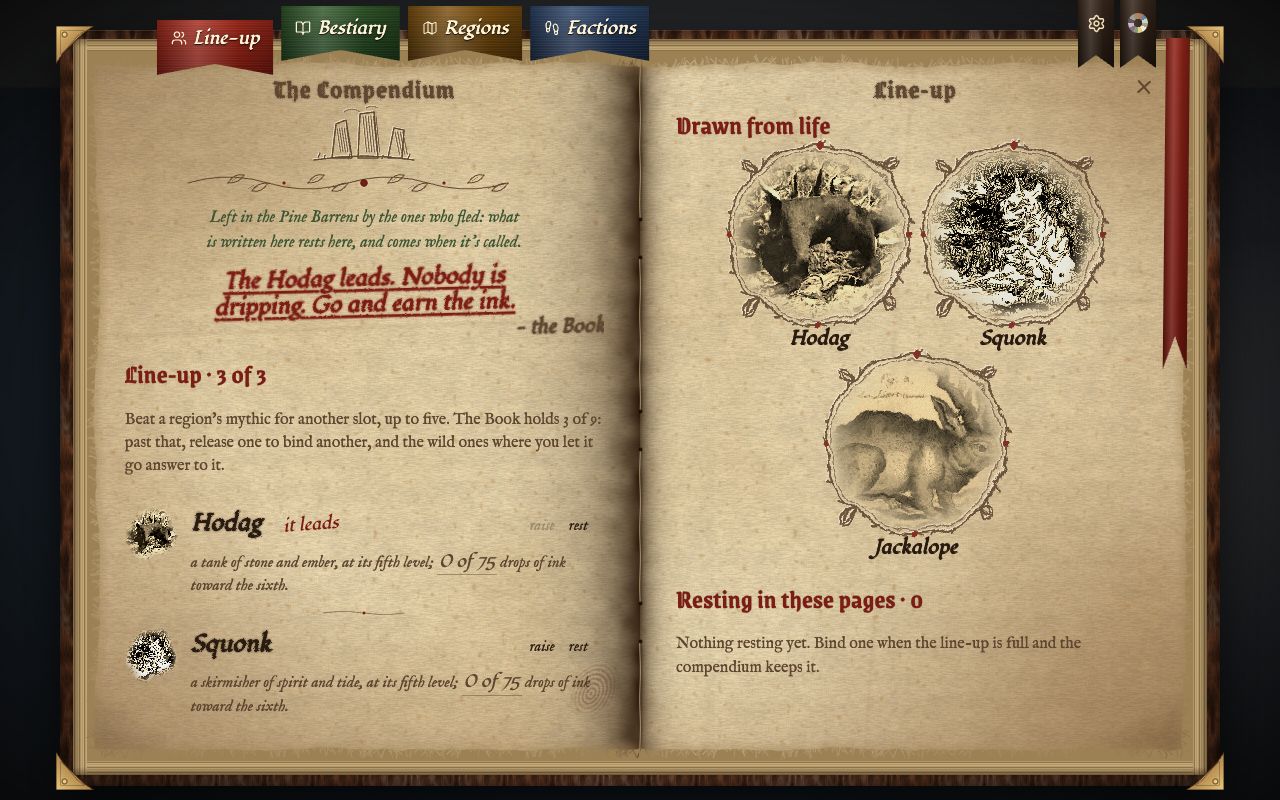 Line-up
Bestiary
Regions
Factions
The Compendium
Left in the Pine Barrens by the ones who fled: what
is written here rests here, and comes when it's called.
The Hodag leads. Nobody is
dripping. Go and earn the ink.
- the Book
Line-up · 3 of 3
Beat a region's mythic for another slot, up to five. The Book holds 3 of 9:
past that, release one to bind another, and the wild ones where you let it
go answer to it.
Hodag it leads raise rest
a tank of stone and ember, at its fifth level; 0 of 75 drops of ink
toward the sixth.
Squonk raise rest
a skirmisher of spirit and tide, at its fifth level; 0 of 75 drops of ink
toward the sixth.
Line-up
Drawn from life
Hodag
Squonk
Jackalope
Resting in these pages · 0
Nothing resting yet. Bind one when the line-up is full and the
compendium keeps it.